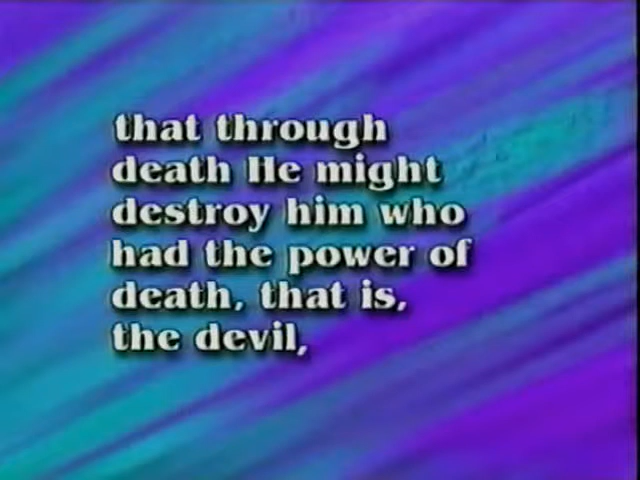 that through
death He might
destroy him who
had the power of
death, that is,
the devil,